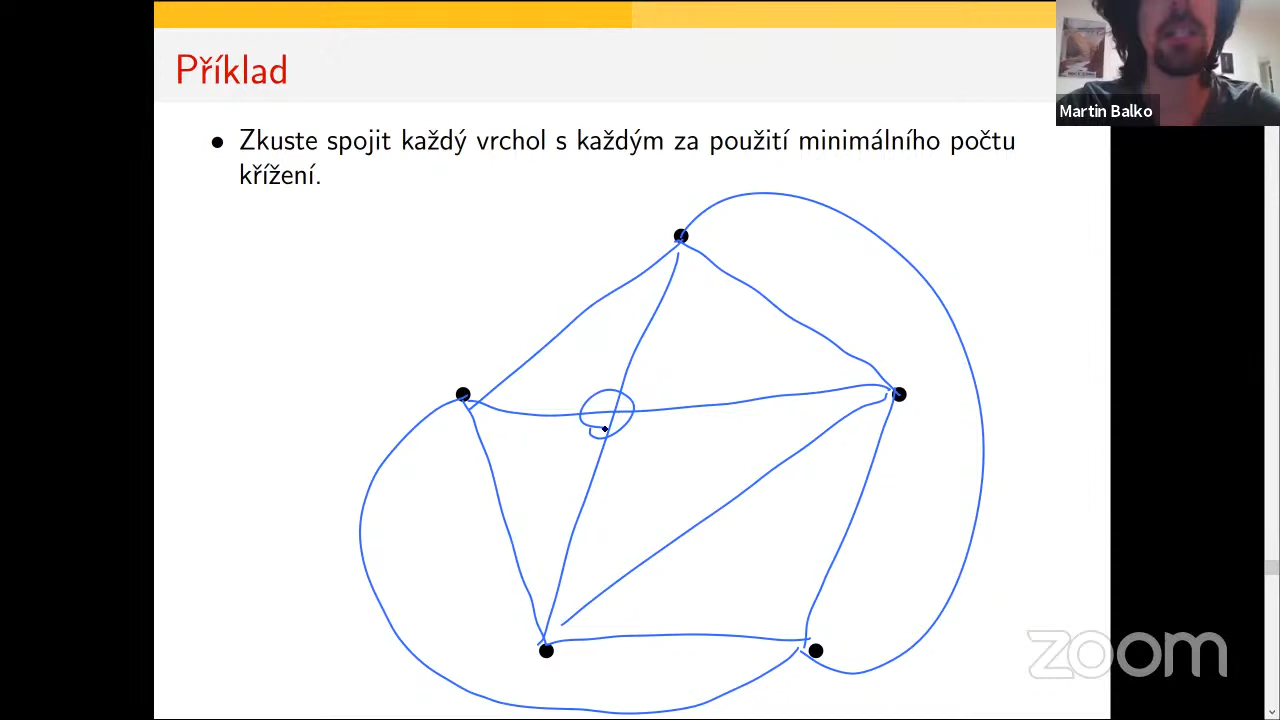 Příklad
Martin Balko
• Zkuste spojit každý vrchol s každým za použití minimálního počtu
křížení.
zoom